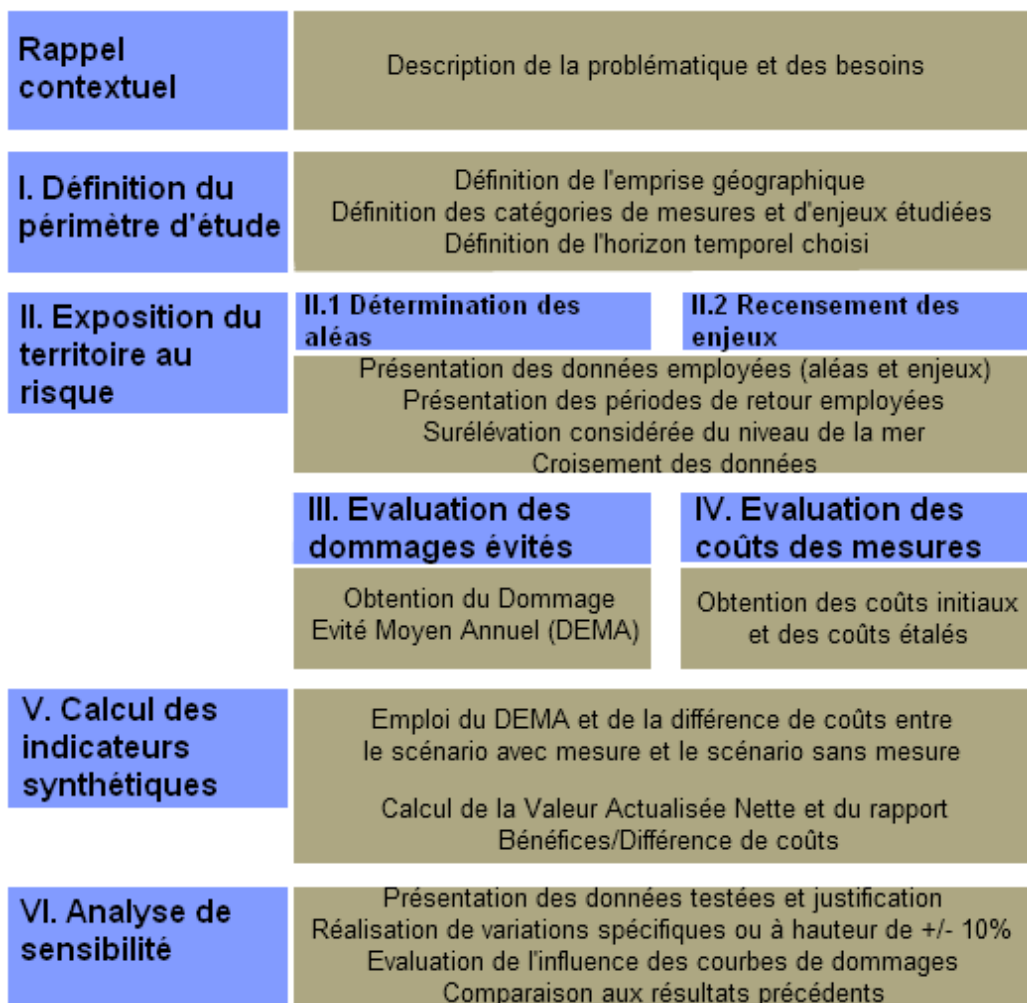 Rappel
contextuel
Description de la problématique et des besoins
I. Définition du
périmètre d'étude
Définition de l'emprise géographique
Définition des catégories de mesures et d'enjeux étudiées
Définition de l'horizon temporel choisi
II. Exposition du
territoire au
risque
II.1 Détermination des
aléas
II.2 Recensement des
enjeux
Présentation des données employées (aléas et enjeux)
Présentation des périodes de retour employées
Surélévation considérée du niveau de la mer
Croisement des données
III. Evaluation des
dommages évités
Obtention du Dommage
Evité Moyen Annuel (DEMA)
IV. Evaluation des
coûts des mesures
Obtention des coûts initiaux
et des coûts étalés
V. Calcul des
indicateurs
synthétiques
Emploi du DEMA et de la différence de coûts entre
le scénario avec mesure et le scénario sans mesure
Calcul de la Valeur Actualisée Nette et du rapport
Bénéfices/Différence de coûts
VI. Analyse de
sensibilité
Présentation des données testées et justification
Réalisation de variations spécifiques ou à hauteur de +/- 10%
Evaluation de l'influence des courbes de dommages
Comparaison aux résultats précédents